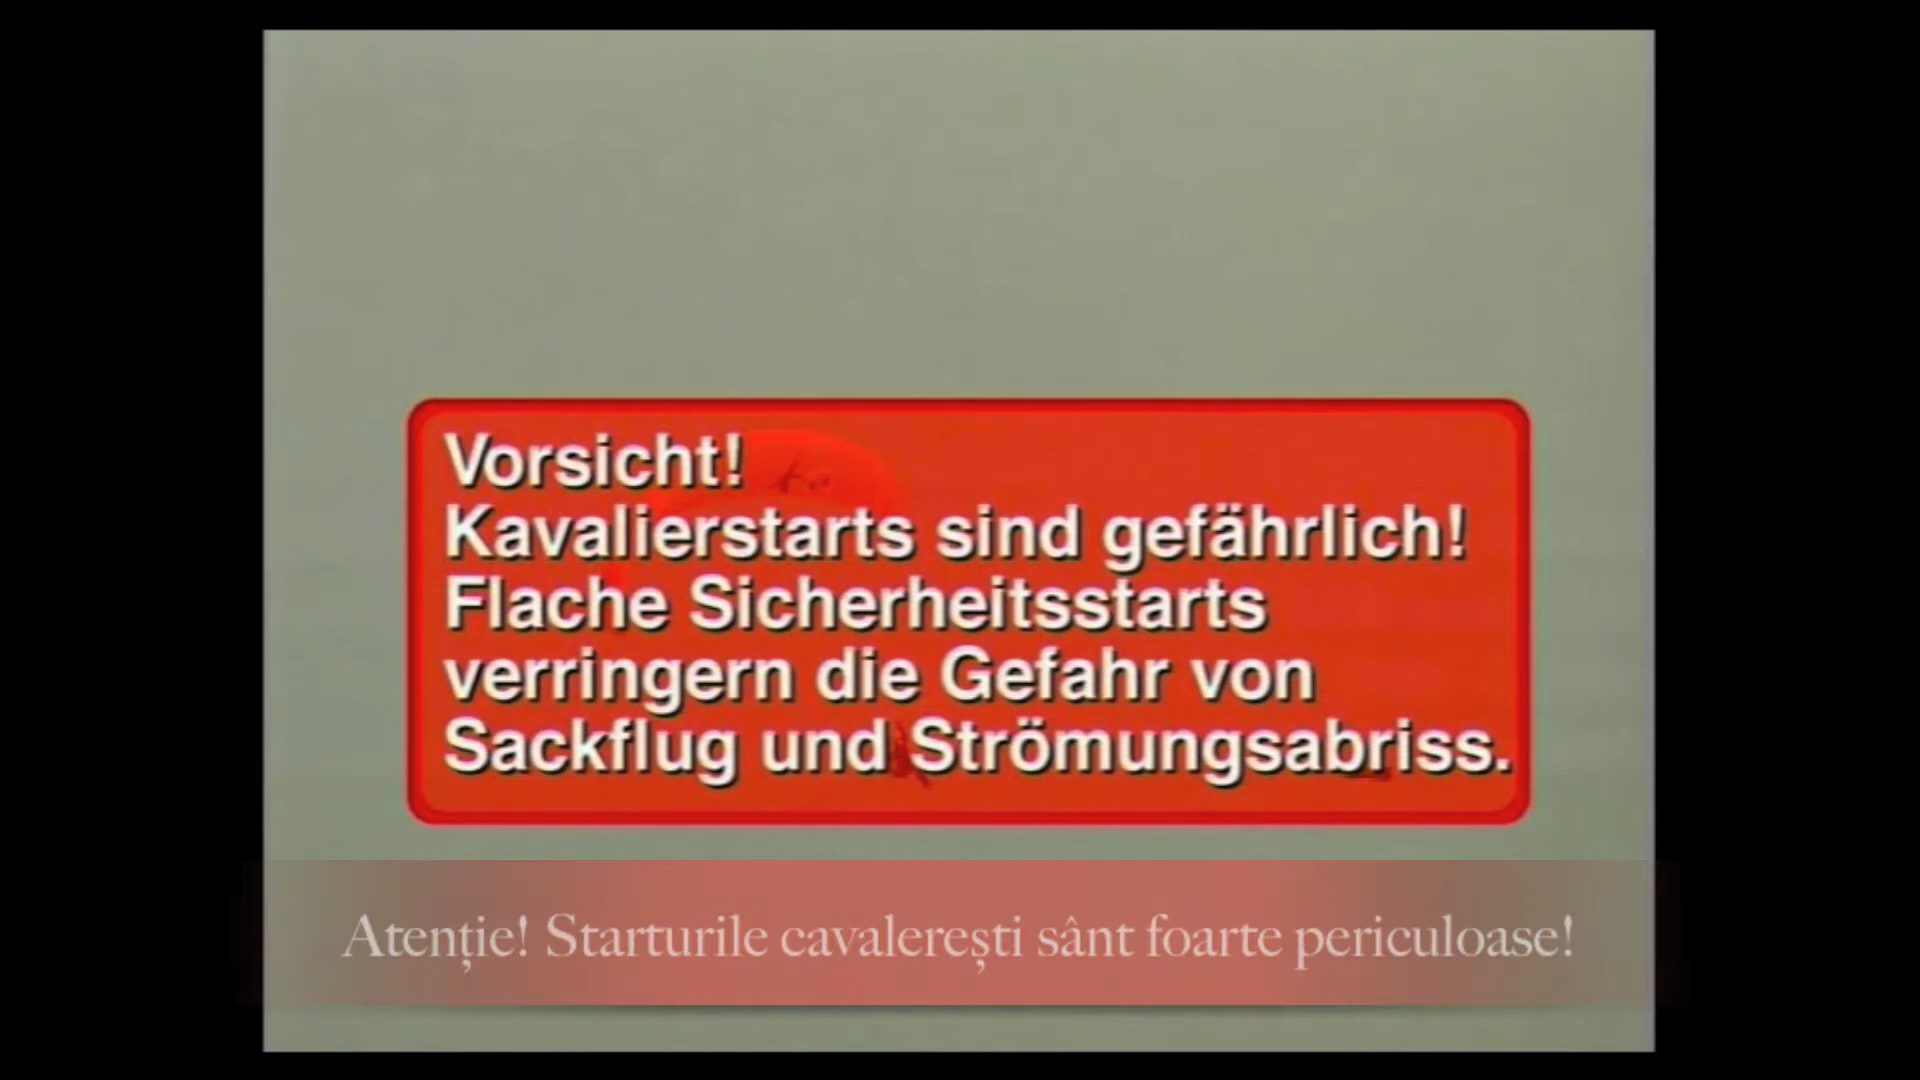 Vorsicht!
Kavalierstarts sind gefährlich!
Flache Sicherheitsstarts
verringern die Gefahr von
Sackflug und Strömungsabriss.
Atenție! Starturile cavalerești sânt foarte periculoase!